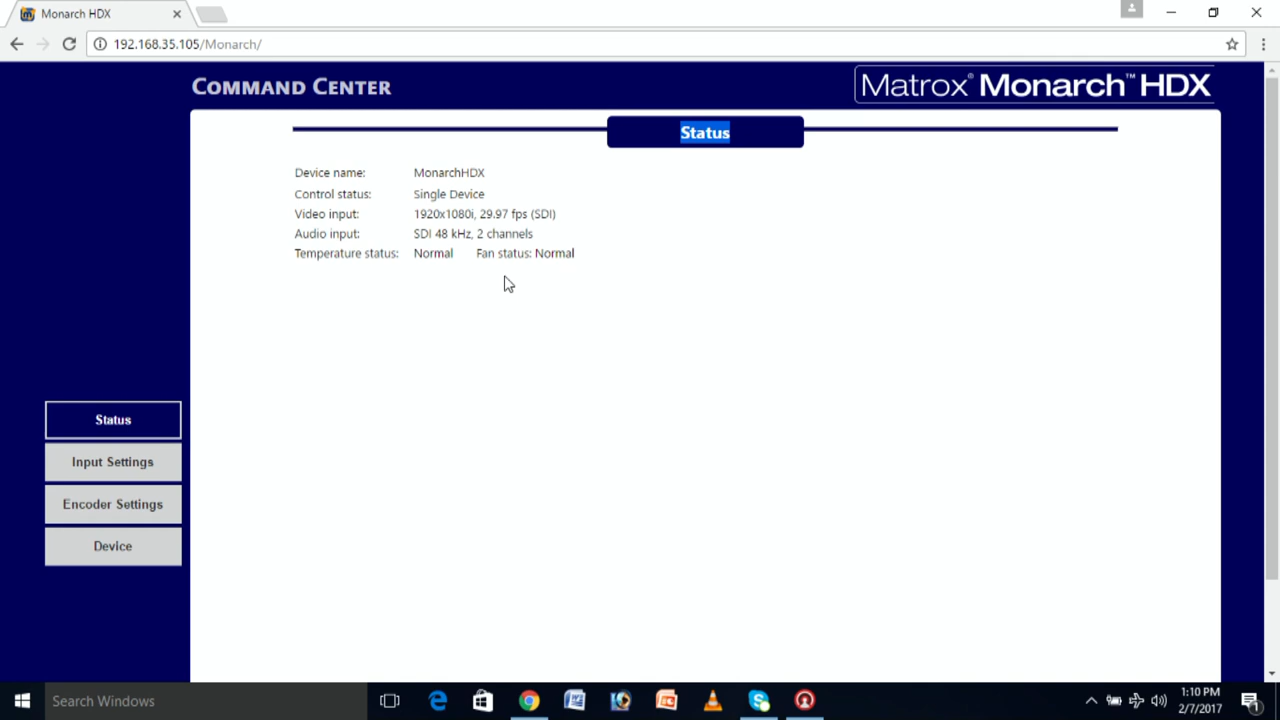 Monarch HDX
192.168.35.105/Monarch/
COMMAND CENTER
Matrox® Monarch™ HDX
Status
Device name: MonarchHDX
Control status: Single Device
Video input: 1920x1080i, 29.97 fps (SDI)
Audio input: SDI 48 kHz, 2 channels
Temperature status: Normal Fan status: Normal
Status
Input Settings
Encoder Settings
Device
Search Windows
1:10 PM
2/7/2017
1